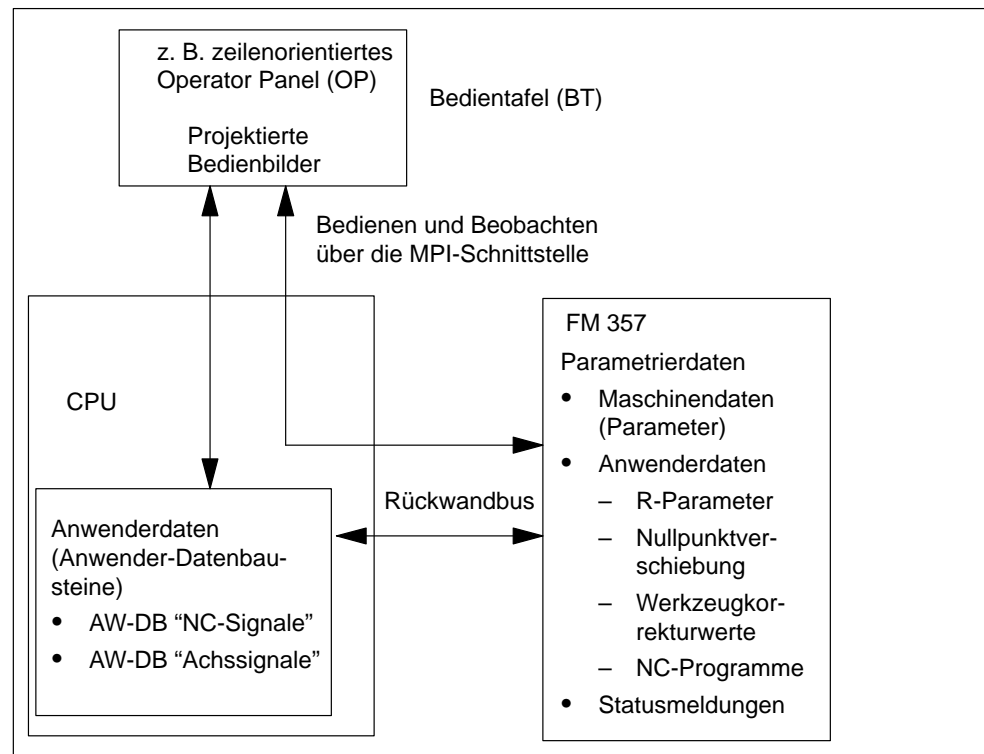 z. B. zeilenorientiertes
Operator Panel (OP)
Projektierte
Bedienbilder
Bedientafel (BT)
Bedienen und Beobachten
über die MPI-Schnittstelle
CPU
Anwenderdaten
(Anwender-Datenbau-
steine)
• AW-DB “NC-Signale”
• AW-DB “Achssignale”
Rückwandbus
FM 357
Parametrierdaten
• Maschinendaten
(Parameter)
• Anwenderdaten
– R-Parameter
– Nullpunktver-
schiebung
– Werkzeugkor-
rekturwerte
– NC-Programme
• Statusmeldungen